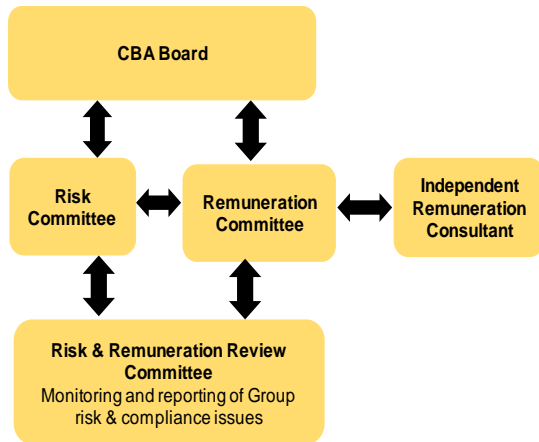 CBA Board
Risk
Committee
Remuneration
Committee
Independent
Remuneration
Consultant
Risk & Remuneration Review
Committee
Monitoring and reporting of Group
risk & compliance issues